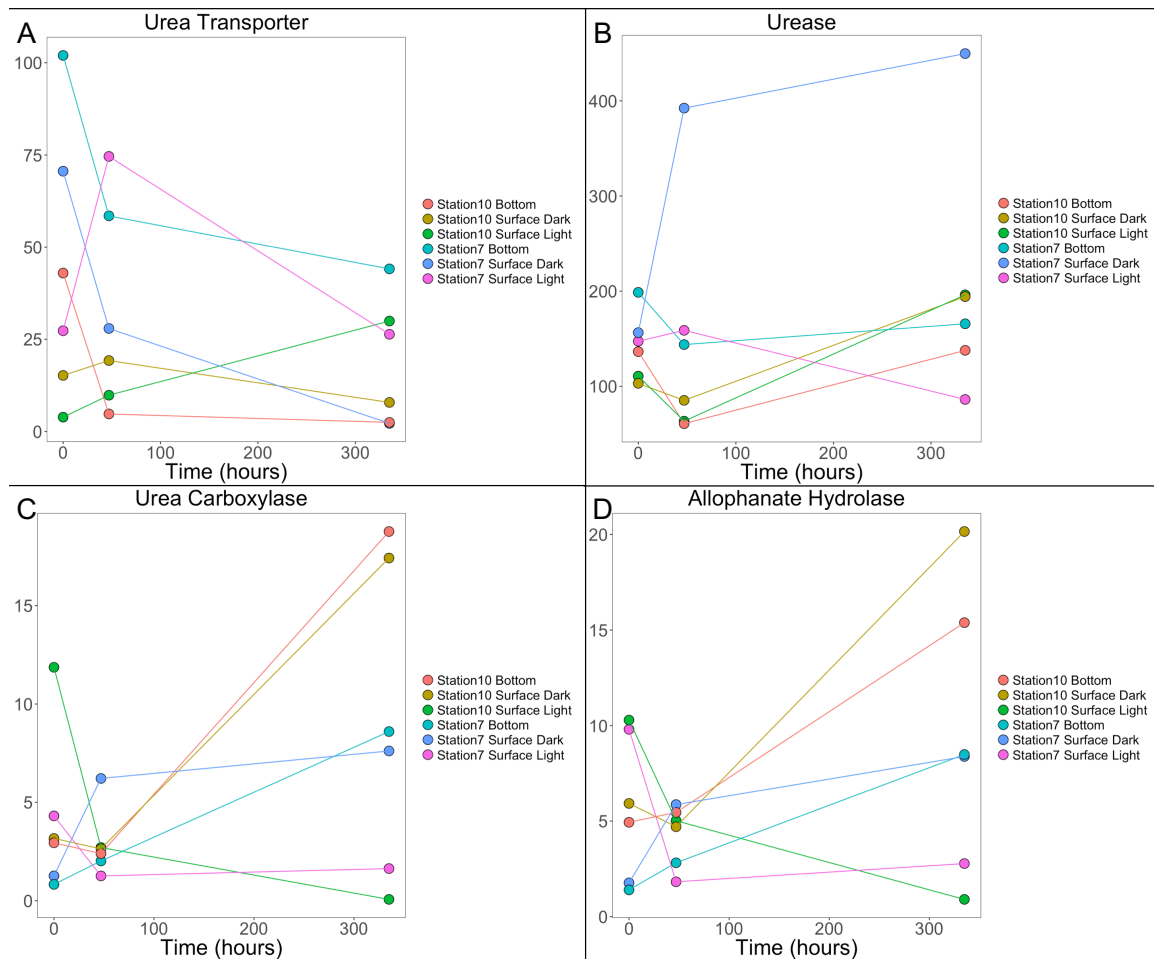 A
Urea Transporter
100
75
50
25
0
0 100 200 300
Time (hours)
Station10 Bottom
Station10 Surface Dark
Station10 Surface Light
Station7 Bottom
Station7 Surface Dark
Station7 Surface Light
B
Urease
400
300
200
100
0 100 200 300
Time (hours)
Station10 Bottom
Station10 Surface Dark
Station10 Surface Light
Station7 Bottom
Station7 Surface Dark
Station7 Surface Light
C
Urea Carboxylase
15
10
5
0
0 100 200 300
Time (hours)
Station10 Bottom
Station10 Surface Dark
Station10 Surface Light
Station7 Bottom
Station7 Surface Dark
Station7 Surface Light
D
Allophanate Hydrolase
20
15
10
5
0
0 100 200 300
Time (hours)
Station10 Bottom
Station10 Surface Dark
Station10 Surface Light
Station7 Bottom
Station7 Surface Dark
Station7 Surface Light